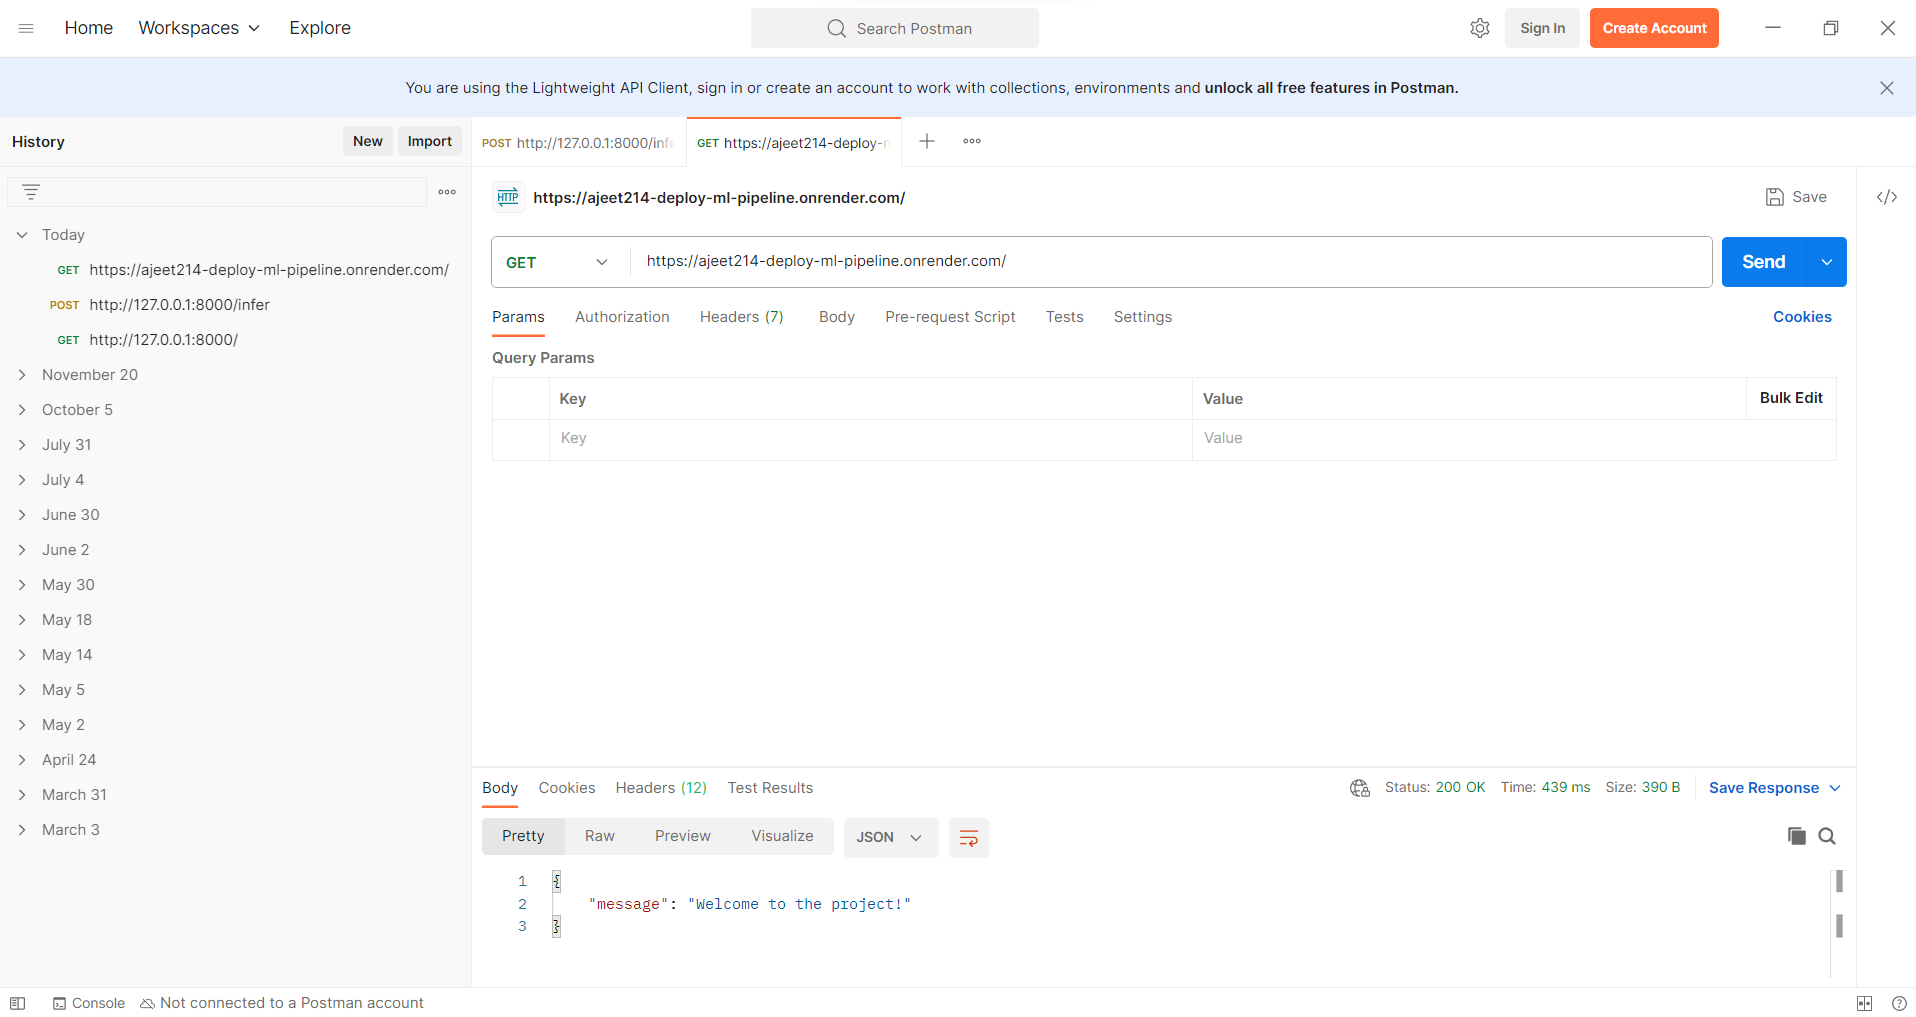 Home Workspaces Explore Search Postman Sign In Create Account
You are using the Lightweight API Client, sign in or create an account to work with collections, environments and unlock all free features in Postman.
History New Import
POST http://127.0.0.1:8000/infe GET https://ajeet214-deploy-m
HTTP https://ajeet214-deploy-ml-pipeline.onrender.com/ Save </>
Today
GET https://ajeet214-deploy-ml-pipeline.onrender.com/
POST http://127.0.0.1:8000/infer
GET http://127.0.0.1:8000/
November 20
October 5
July 31
July 4
June 30
June 2
May 30
May 18
May 14
May 5
May 2
April 24
March 31
March 3
GET https://ajeet214-deploy-ml-pipeline.onrender.com/ Send
Params Authorization Headers (7) Body Pre-request Script Tests Settings Cookies
Query Params
Key Value Bulk Edit
Key Value
Body Cookies Headers (12) Test Results Status: 200 OK Time: 439 ms Size: 390 B Save Response
Pretty Raw Preview Visualize JSON
1 {
2 "message": "Welcome to the project!"
3 }
Console Not connected to a Postman account